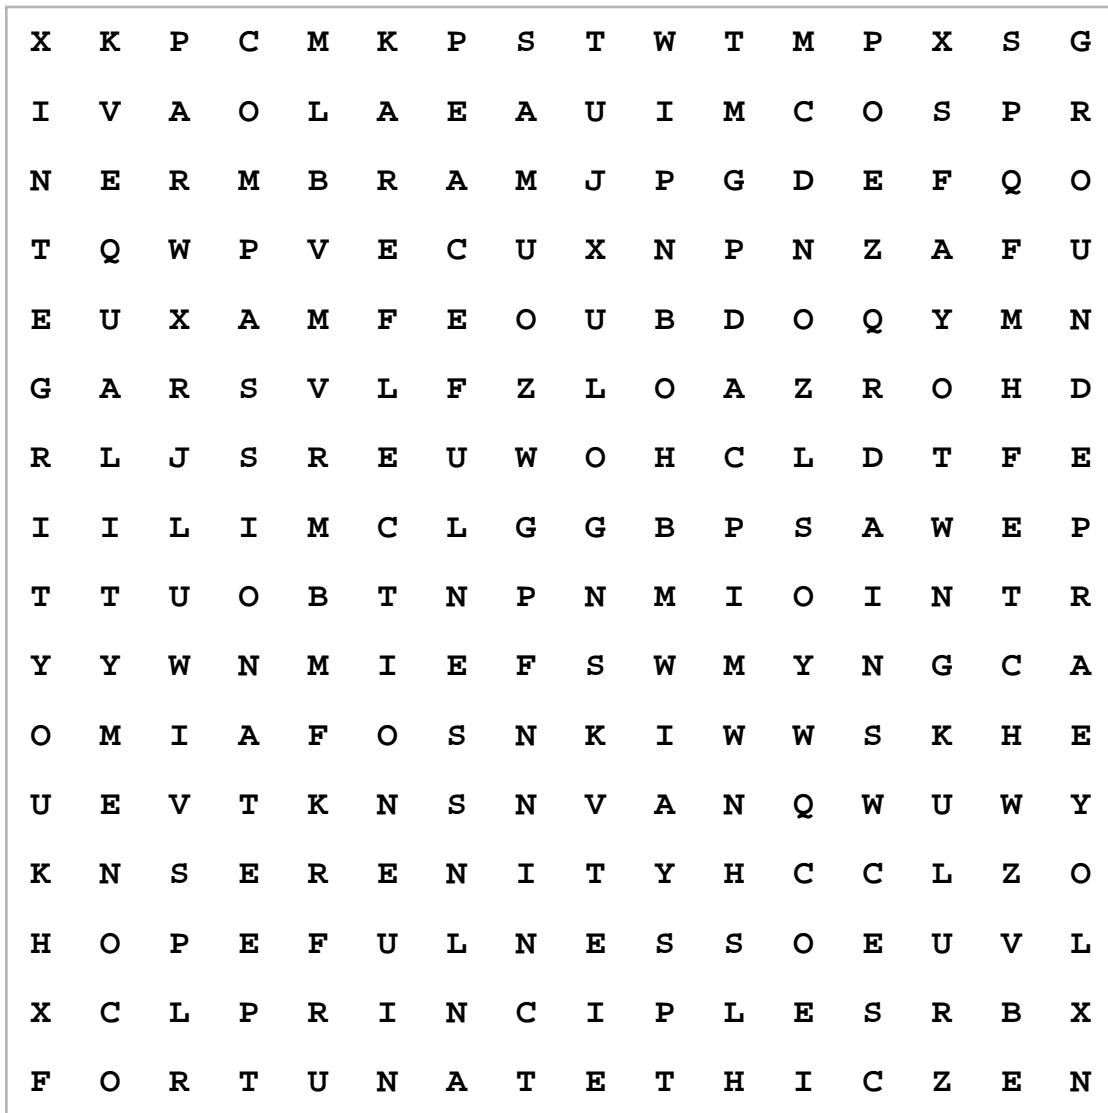 X K P C M K P S T W T M P X S G
I V A O L A E A U I M C O S P R
N E R M B R A M J P G D E F Q O
T Q W P V E C U X N P N Z A F U
E U X A M F E O U B D O Q Y M N
G A R S V L F Z L O A Z R O H D
R L J S R E U W O H C L D T F E
I I L I M C L G G B P S A W E P
T T U O B T N P N M I O I N T R
Y Y W N M I E F S W M Y N G C A
O M I A F O S N K I W W S K H E
U E V T K N S N V A N Q W U W Y
K N S E R E N I T Y H C C L Z O
H O P E F U L N E S S O E U V L
X C L P R I N C I P L E S R B X
F O R T U N A T E T H I C Z E N